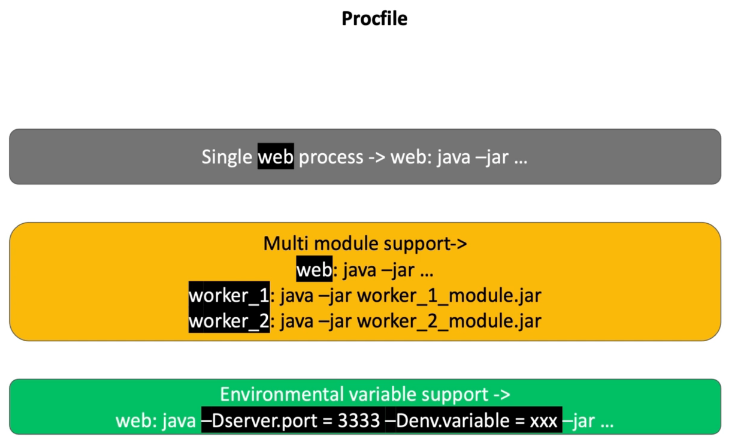 Procfile
Single web process -> web: java –jar ...
Multi module support->
web: java –jar ...
worker_1: java –jar worker_1_module.jar
worker_2: java –jar worker_2_module.jar
Environmental variable support ->
web: java –Dserver.port = 3333 –Denv.variable = xxx –jar ...